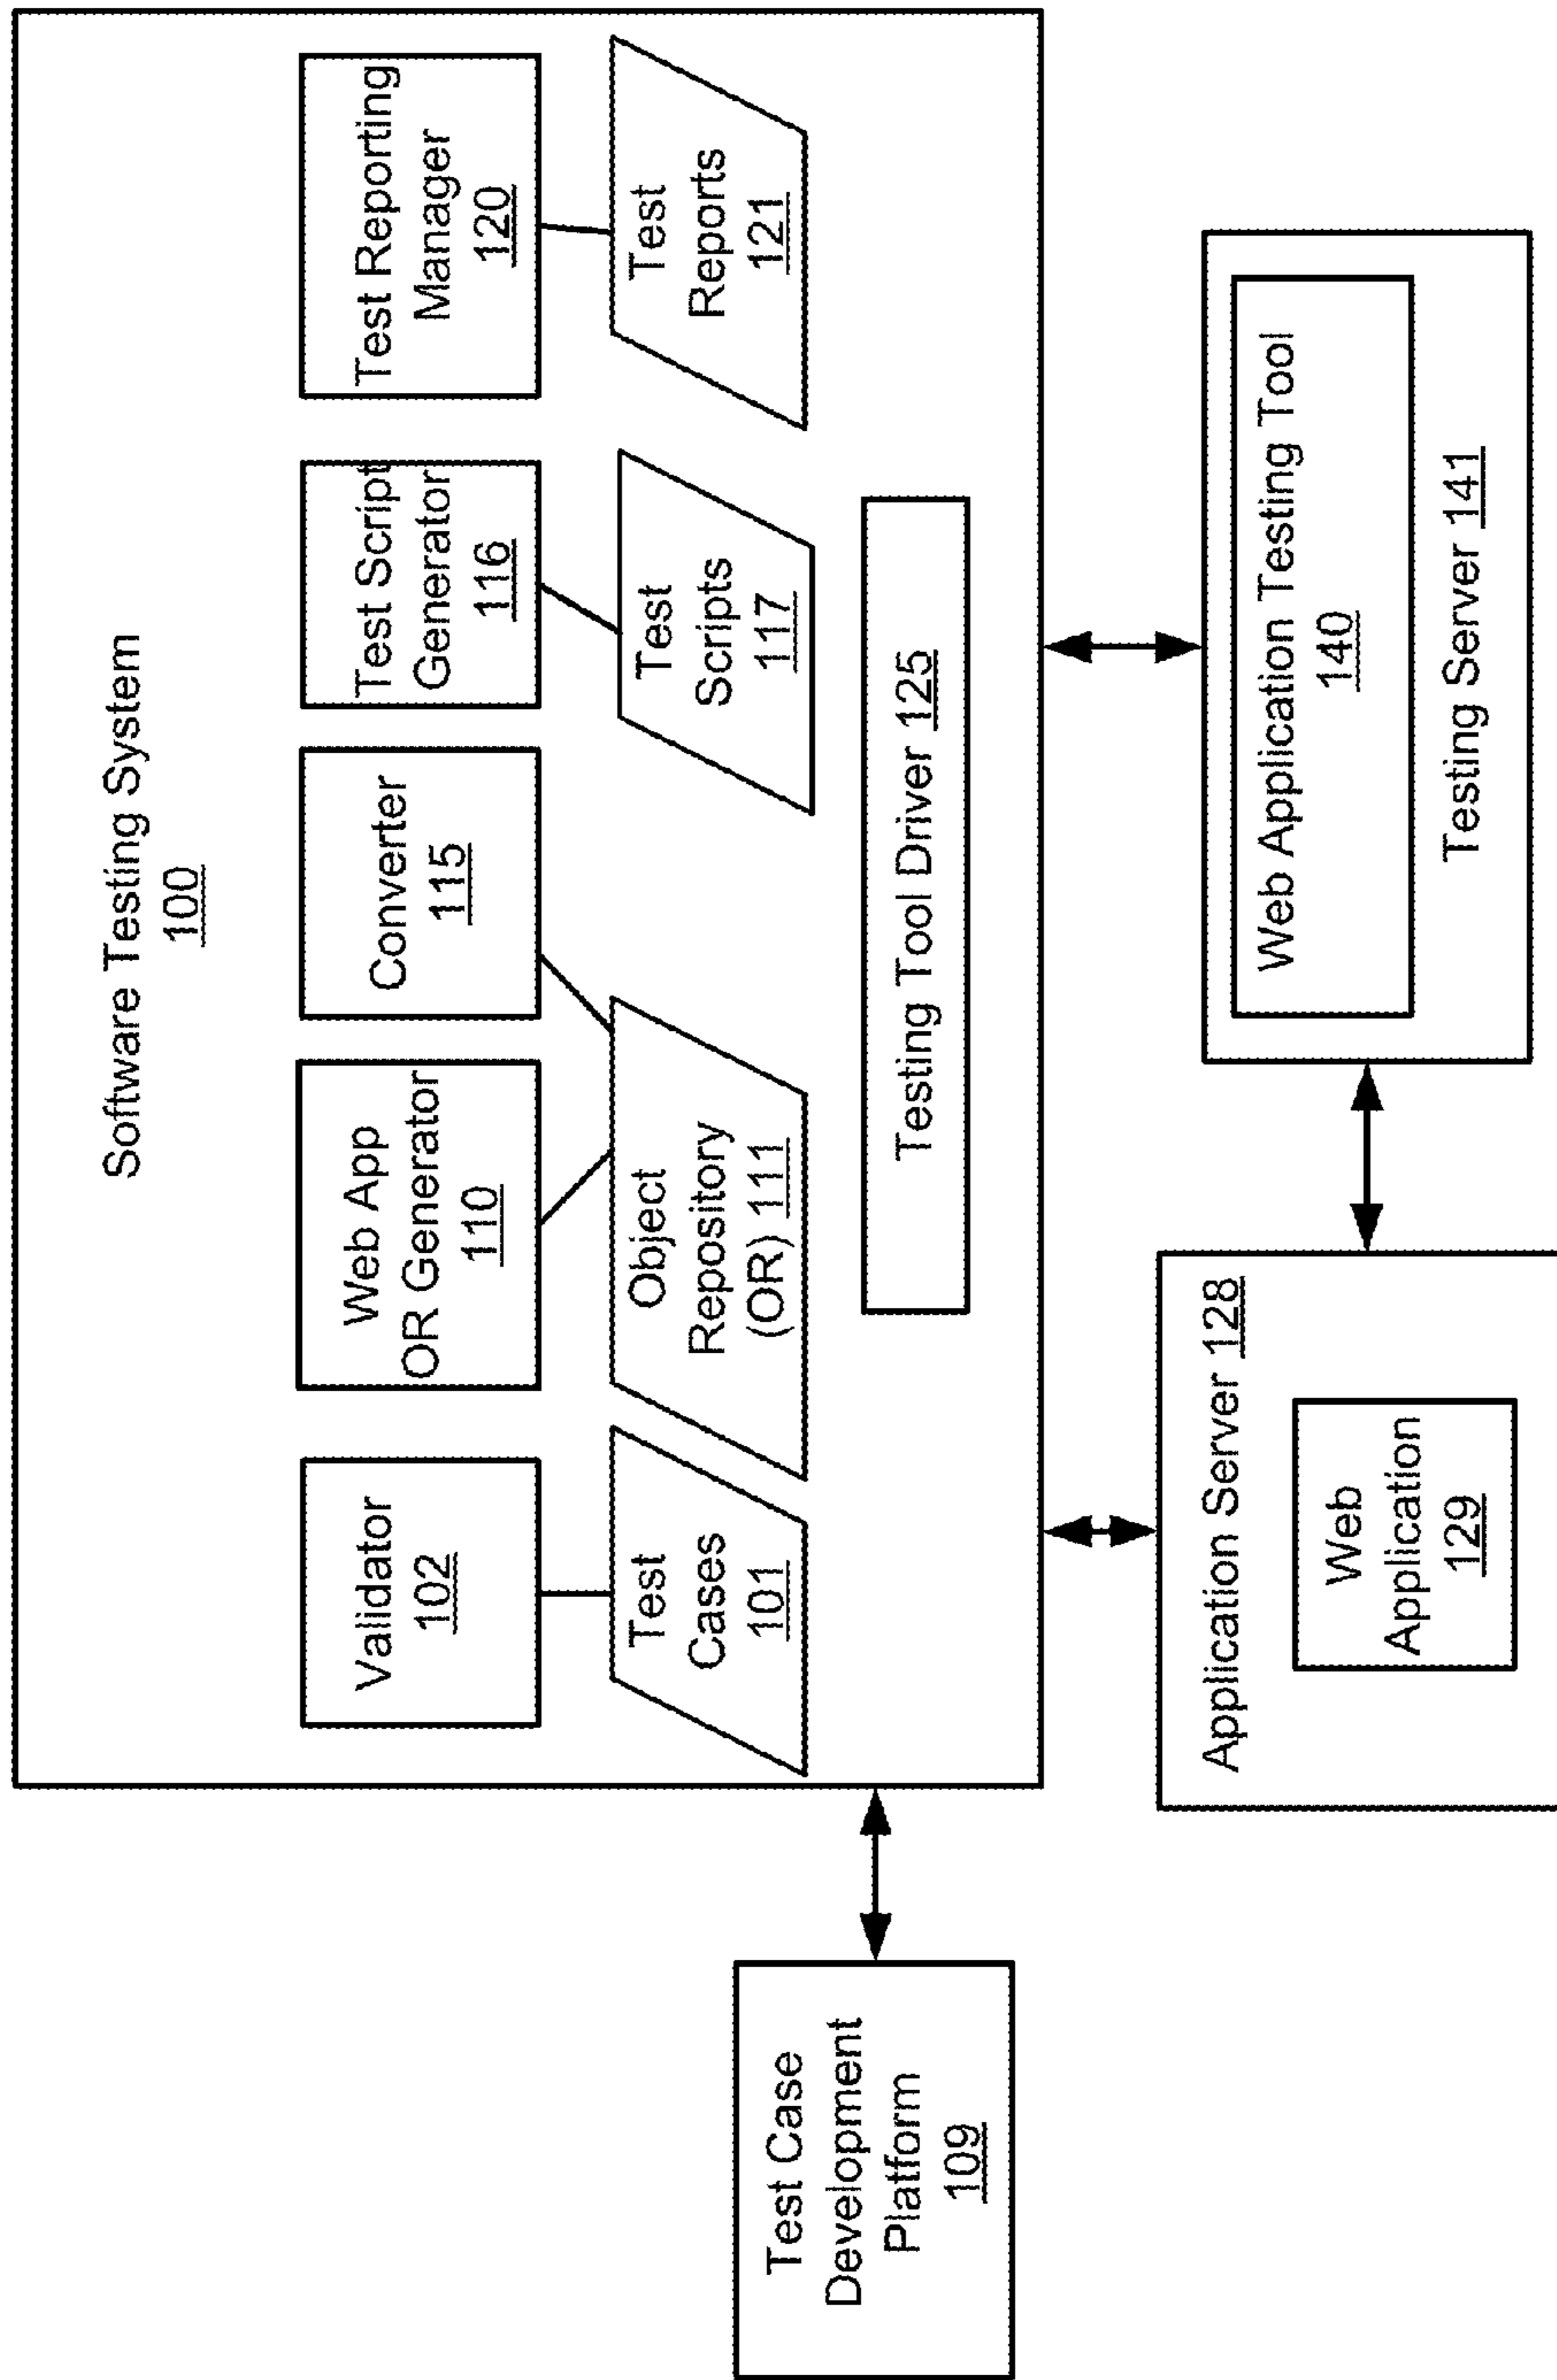 Software Testing System
100
Validator
102
Web App
OR Generator
110
Converter
115
Test Script
Generator
116
Test Reporting
Manager
120
Test
Cases
101
Object
Repository
(OR) 111
Test
Scripts
117
Test
Reports
121
Testing Tool Driver 125
Test Case
Development
Platform
109
Application Server 128
Web
Application
129
Web Application Testing Tool
140
Testing Server 141